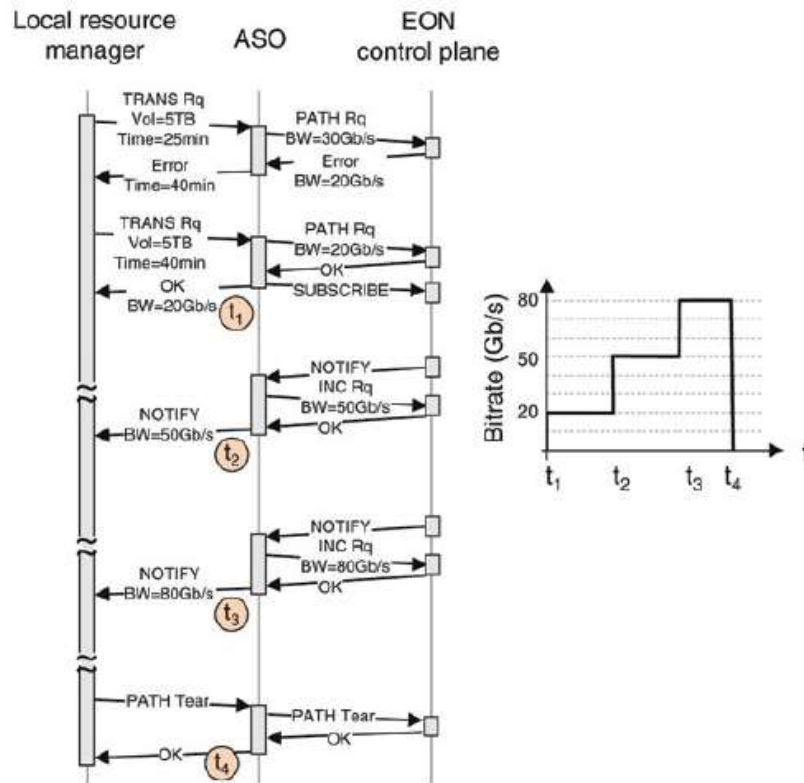 Local resource
manager
ASO
EON
control plane
TRANS Rq
Vol=5TB
Time=25min
PATH Rq
BW=30Gb/s
Error
Time=40min
Error
BW=20Gb/s
TRANS Rq
Vol=5TB
Time=40min
PATH Rq
BW=20Gb/s
OK
OK
BW=20Gb/s
SUBSCRIBE
t1
NOTIFY
INC Rq
BW=50Gb/s
OK
NOTIFY
BW=50Gb/s
t2
NOTIFY
INC Rq
BW=80Gb/s
OK
NOTIFY
BW=80Gb/s
t3
PATH Tear
PATH Tear
OK
OK
t4
Bitrate (Gb/s)
80
50
20
t1 t2 t3 t4
t